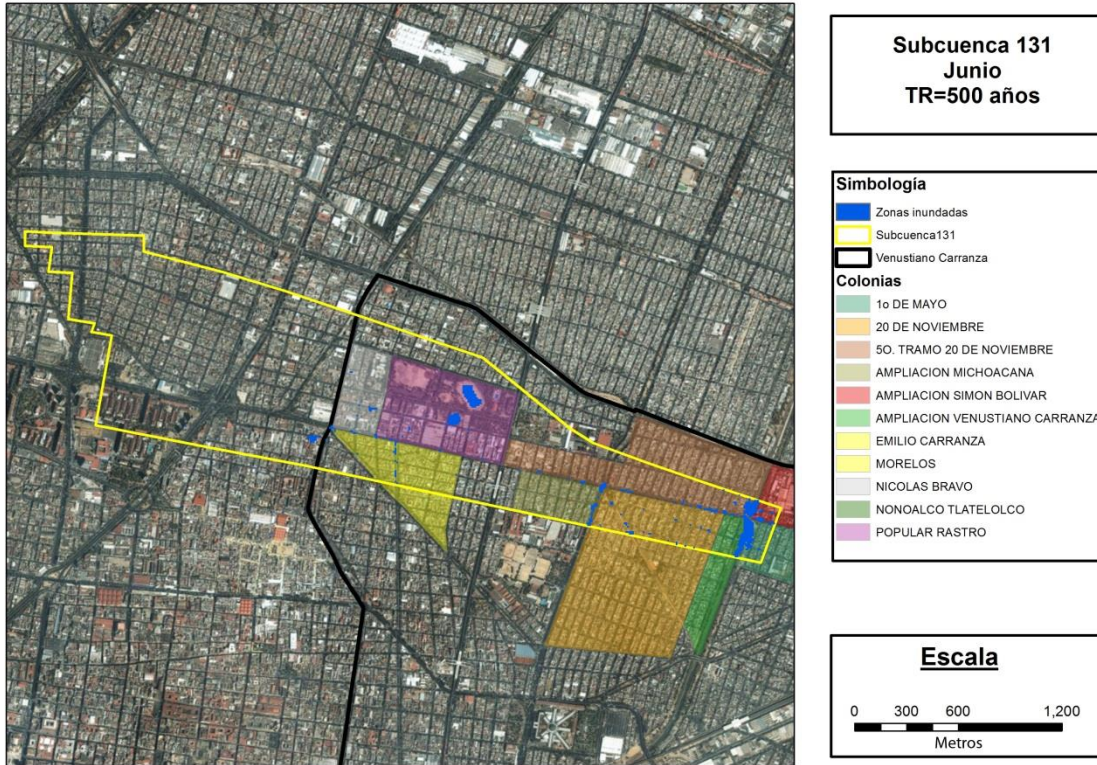 Subcuenca 131
Junio
TR=500 años
Simbología
Zonas inundadas
Subcuenca131
Venustiano Carranza
Colonias
1o DE MAYO
20 DE NOVIEMBRE
5O. TRAMO 20 DE NOVIEMBRE
AMPLIACION MICHOACANA
AMPLIACION SIMON BOLIVAR
AMPLIACION VENUSTIANO CARRANZA
EMILIO CARRANZA
MORELOS
NICOLAS BRAVO
NONOALCO TLATELOLCO
POPULAR RASTRO
Escala
0 300 600 1,200
Metros